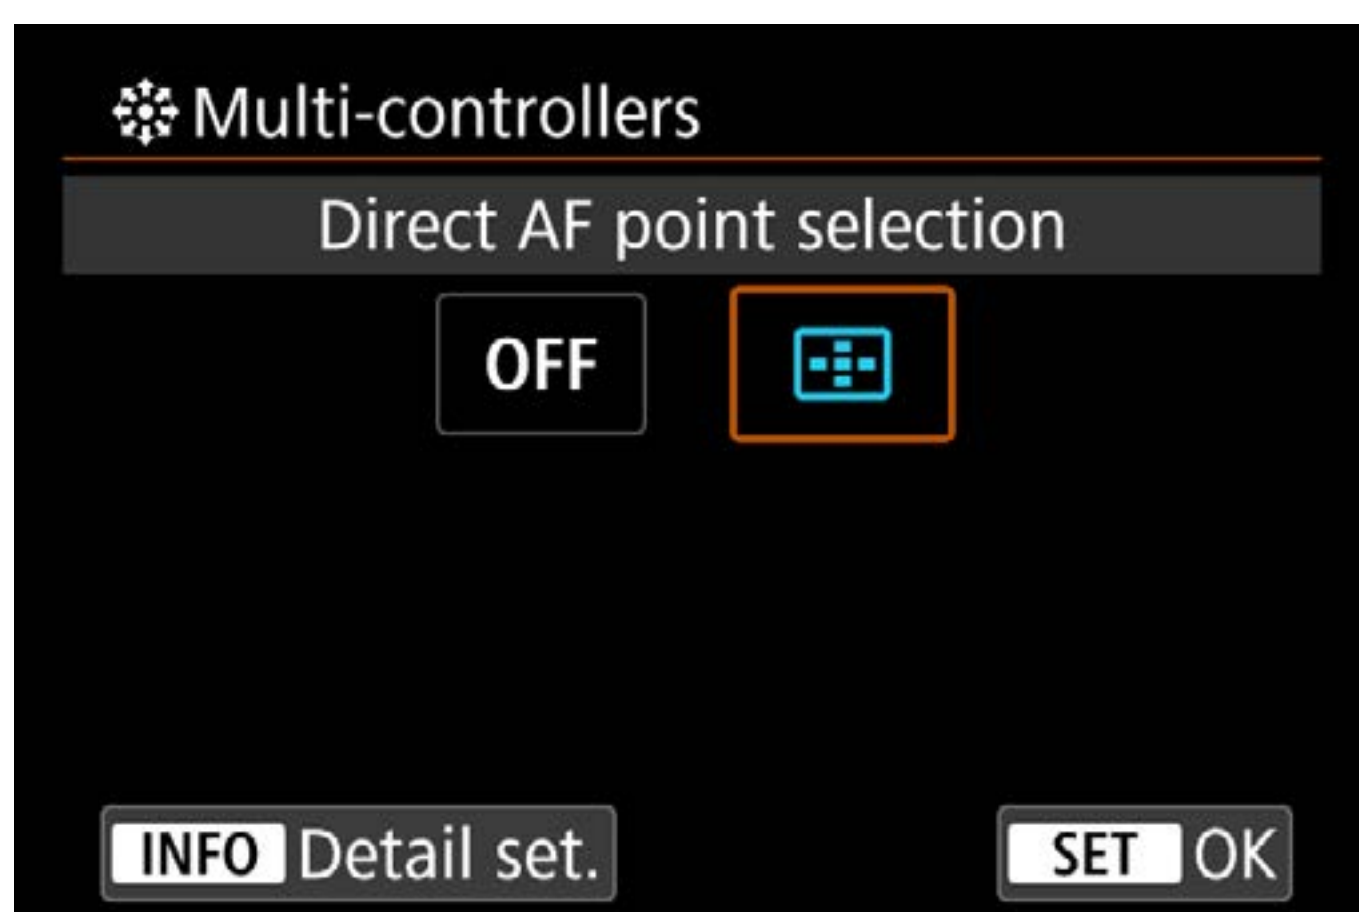 Multi-controllers
Direct AF point selection
OFF
INFO Detail set.
SET OK